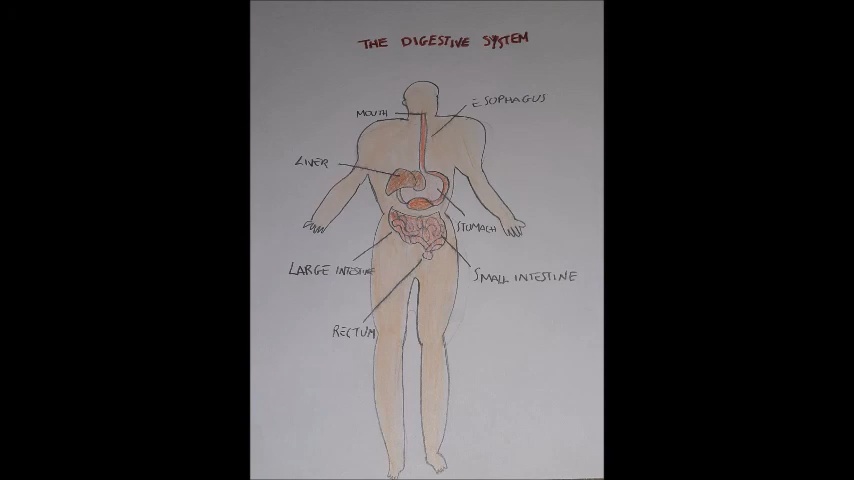 THE DIGESTIVE SYSTEM
ESOPHAGUS
MOUTH
LIVER
STOMACH
LARGE INTESTINE
SMALL INTESTINE
RECTUM